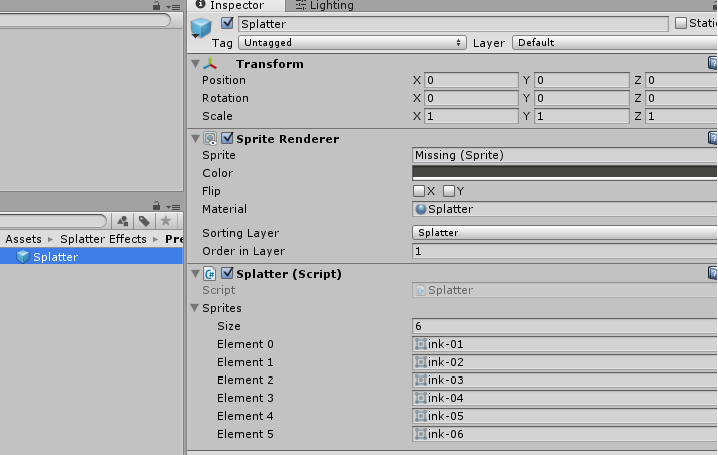 Inspector Lighting
Splatter
Tag Untagged Layer Default
Transform
Position X 0 Y 0 Z 0
Rotation X 0 Y 0 Z 0
Scale X 1 Y 1 Z 1
Sprite Renderer
Sprite Missing (Sprite)
Color
Flip X Y
Material Splatter
Assets Splatter Effects Pre
Sorting Layer Splatter
Splatter
Order in Layer 1
Splatter (Script)
Script Splatter
Sprites
Size 6
Element 0 ink-01
Element 1 ink-02
Element 2 ink-03
Element 3 ink-04
Element 4 ink-05
Element 5 ink-06